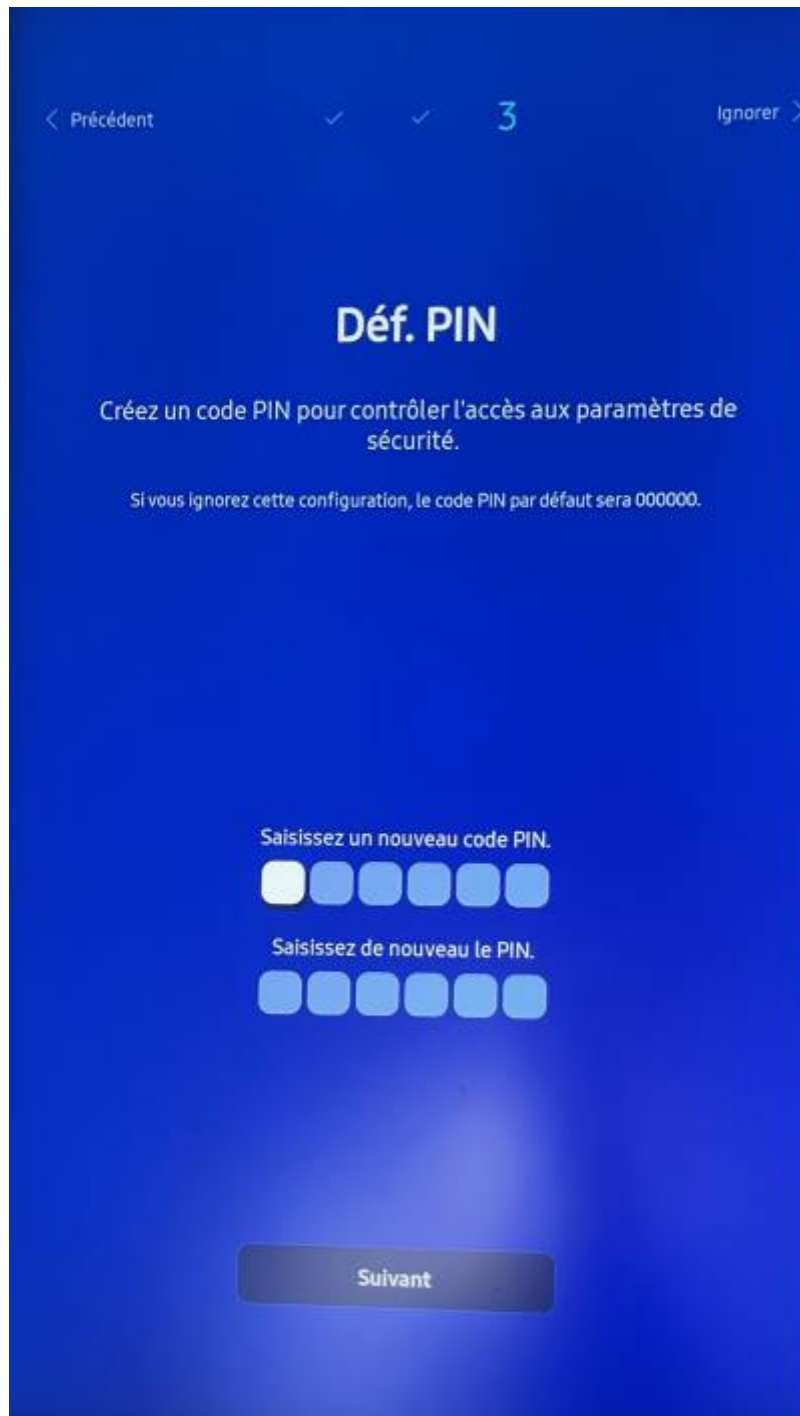 Précédent
3
Ignorer
Déf. PIN
Créez un code PIN pour contrôler l'accès aux paramètres de
sécurité.
Si vous ignorez cette configuration, le code PIN par défaut sera 000000.
Saisissez un nouveau code PIN.
Saisissez de nouveau le PIN.
Suivant